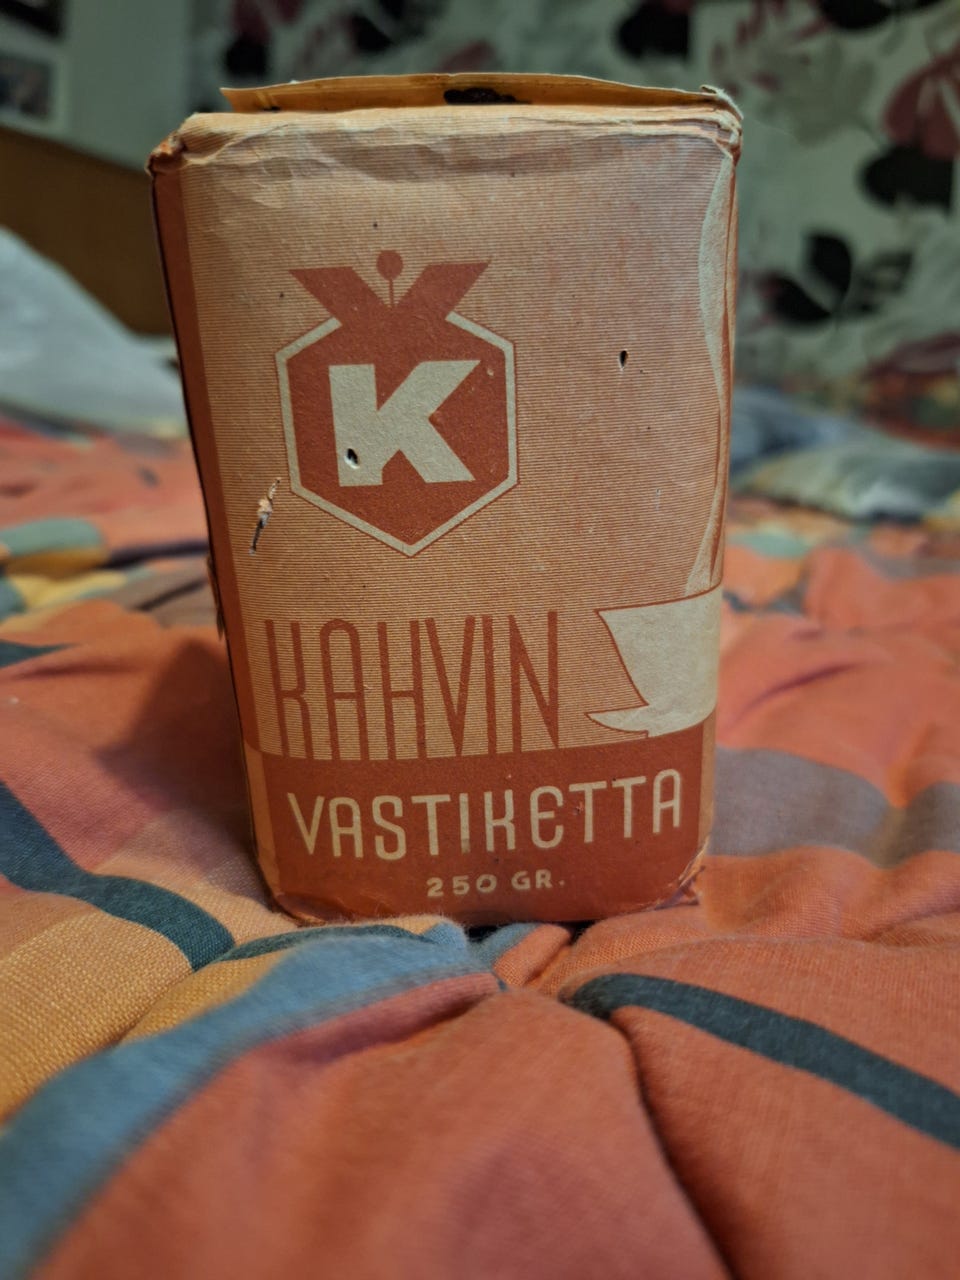 K
KAHVIN
VASTIKETTA
250 GR.